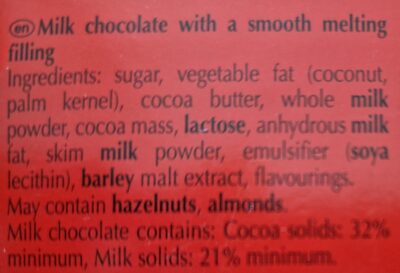 en Milk chocolate with a smooth melting
filling
Ingredients: sugar, vegetable fat (coconut,
palm kernel), cocoa butter, whole milk
powder, cocoa mass, lactose, anhydrous milk
fat, skim milk powder, emulsifier (soya
lecithin), barley malt extract, flavourings.
May contain hazelnuts, almonds.
Milk chocolate contains: Cocoa solids: 32%
minimum, Milk solids: 21% minimum.